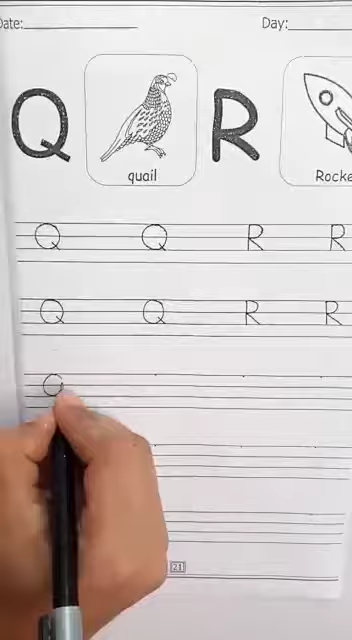 Date: Day:
Q R
quail Rocke
Q Q R R
Q Q R R
21